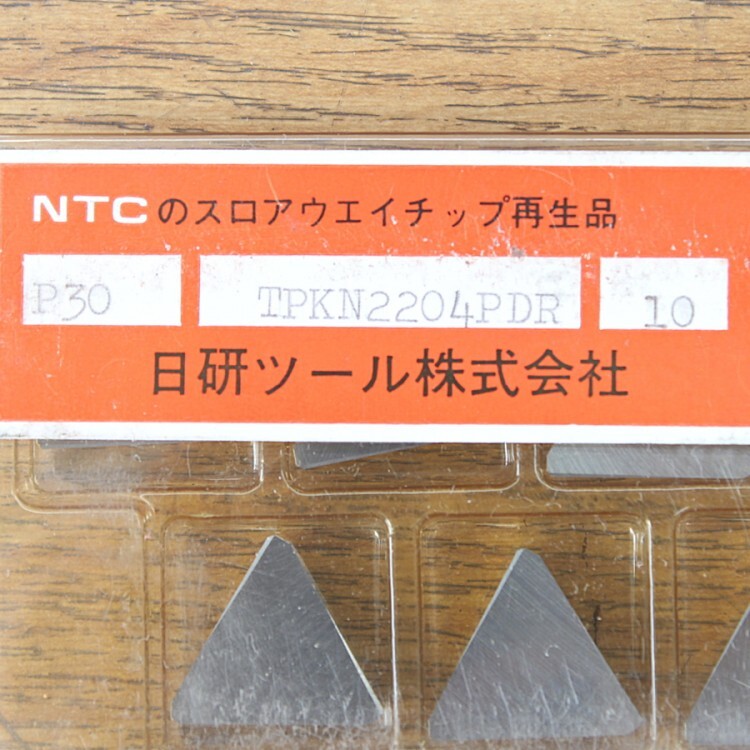 NTCのスロアウエイチップ再生品
P30 TPKN2204PDR 10
日研ツール株式会社